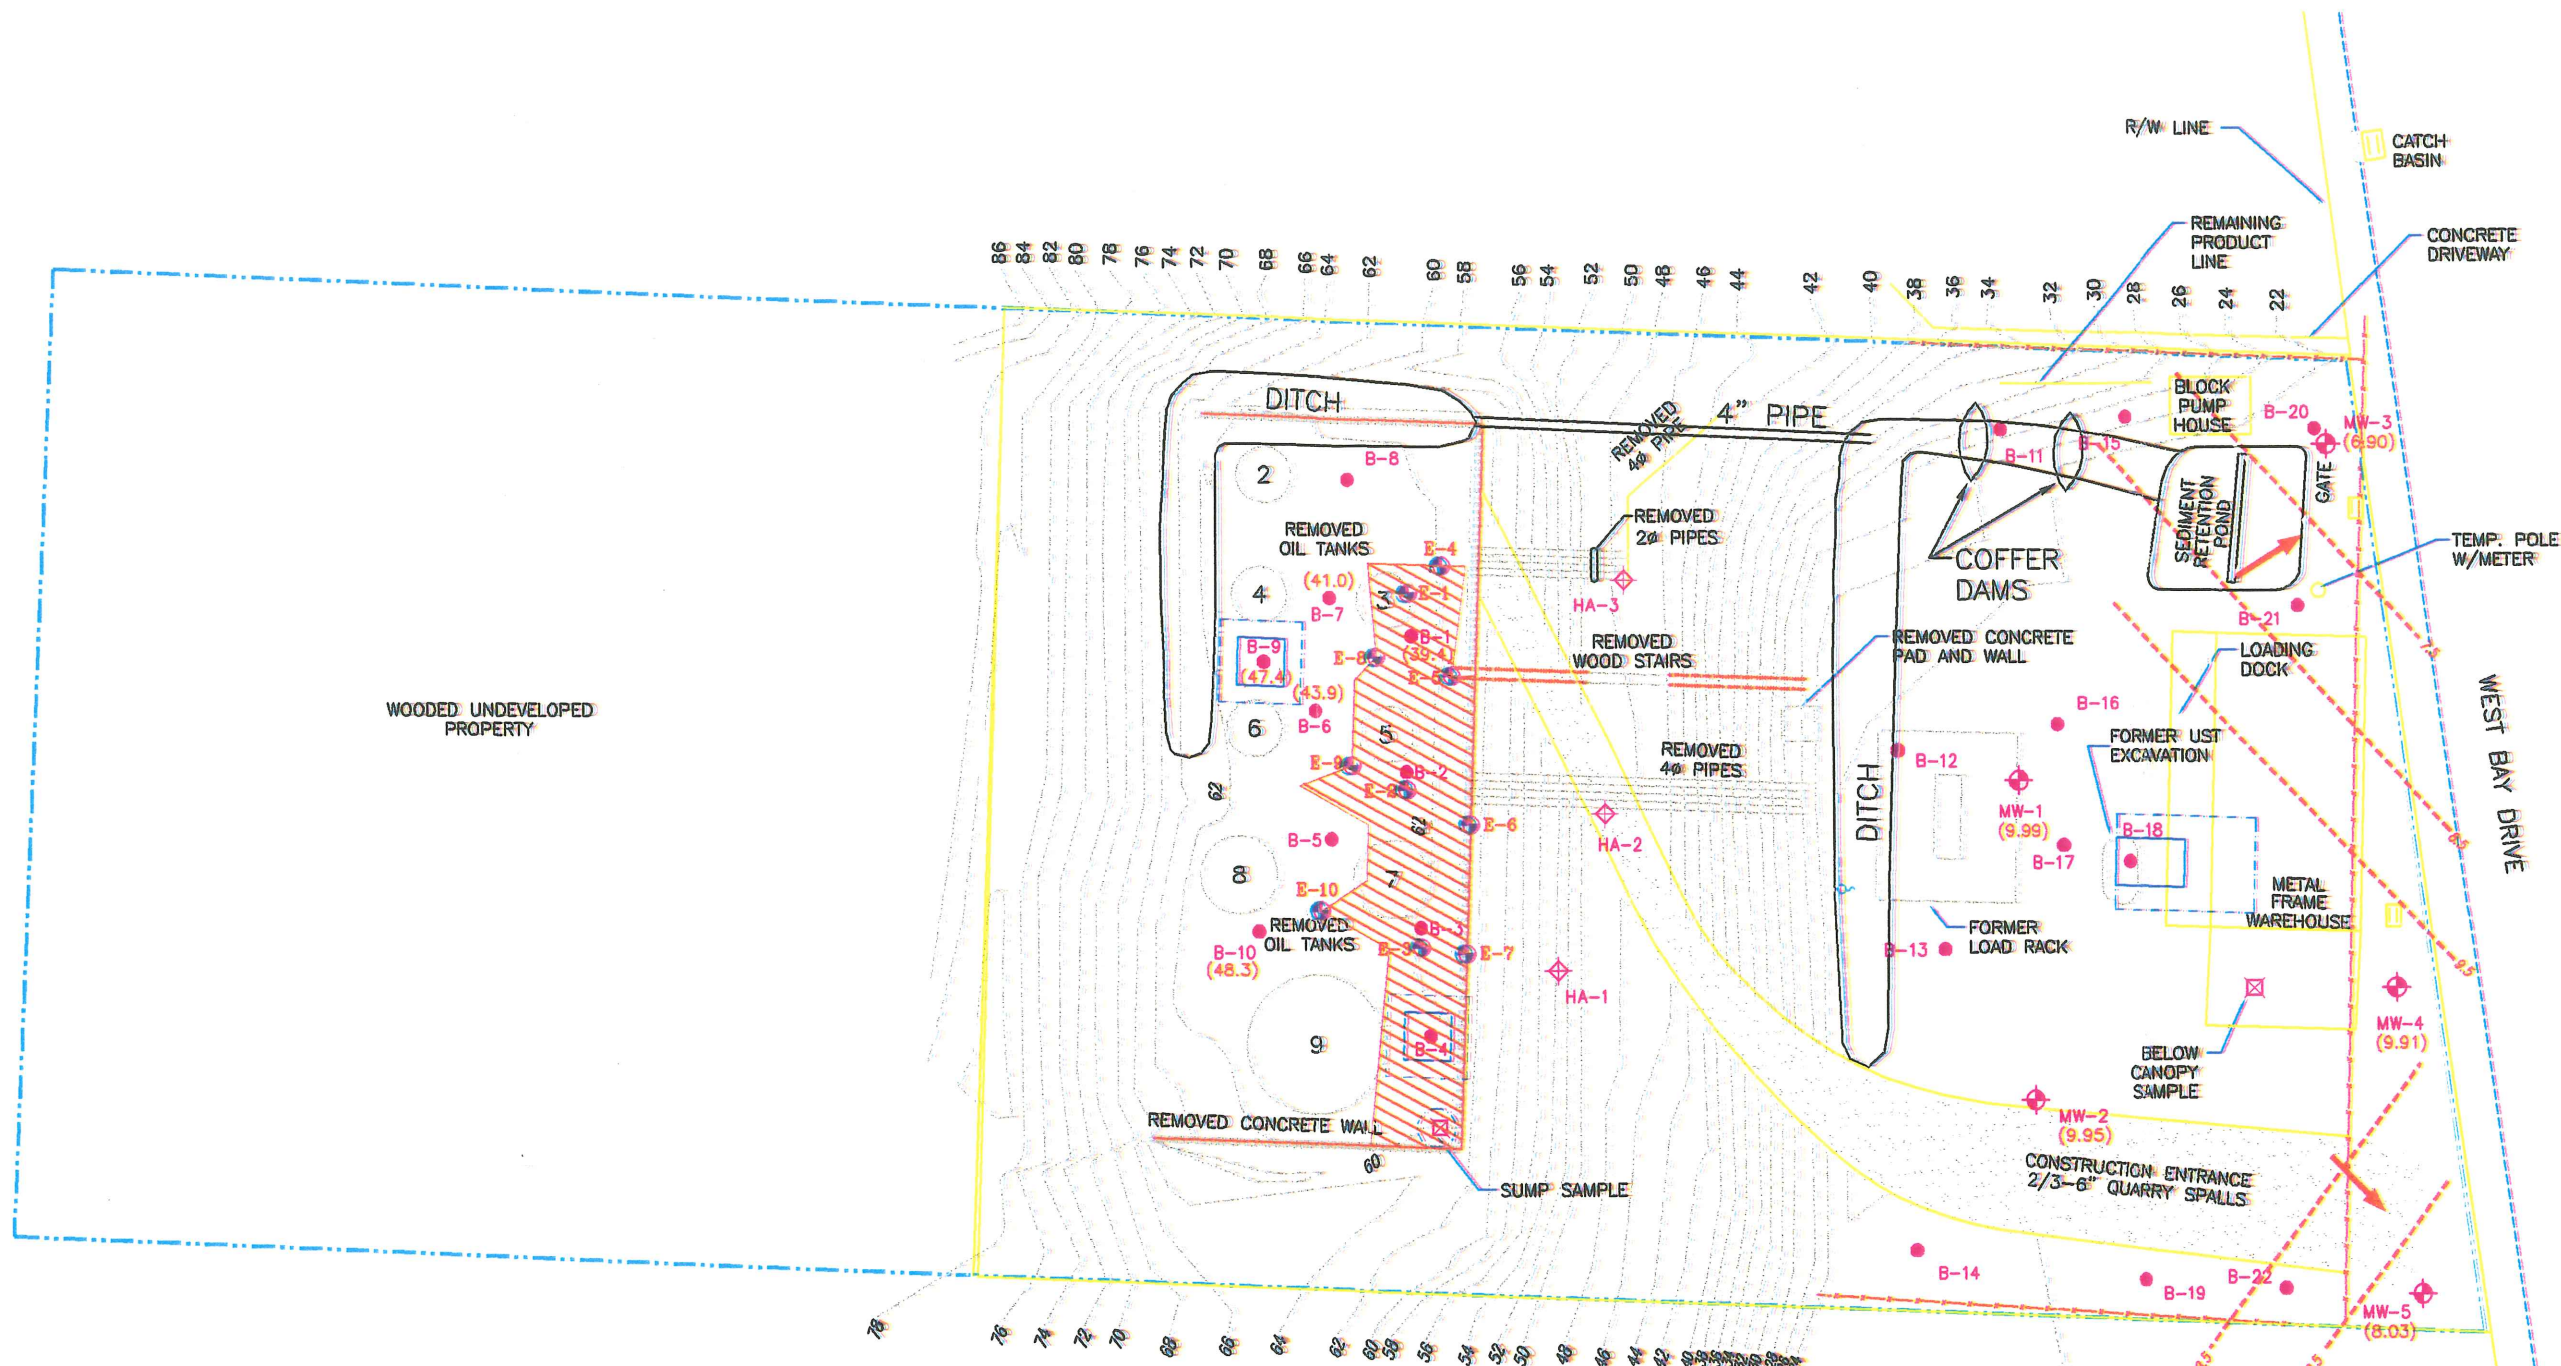 R/W LINE
CATCH
BASIN
REMAINING
PRODUCT
LINE
CONCRETE
DRIVEWAY
86
84
82
80
78
76
74
72
70
68
66
64
62
60
58
56
54
52
50
48
46
44
42
40
38
36
34
32
30
28
26
24
22
DITCH
REMOVED
4ø PIPE
4" PIPE
BLOCK
PUMP
HOUSE
B-20
MW-3
(6.90)
B-8
B-11
B-15
GATE
2
SEDIMENT
RETENTION
POND
REMOVED
OIL TANKS
REMOVED
2ø PIPES
E-4
TEMP. POLE
W/METER
COFFER
DAMS
(41.0)
4
B-7
3
E-1
HA-3
B-21
B-1
(39.4)
REMOVED
WOOD STAIRS
REMOVED CONCRETE
PAD AND WALL
LOADING
DOCK
7.5
B-9
(47.4)
E-8
E-5
(43.9)
B-6
6
5
WOODED UNDEVELOPED
PROPERTY
B-16
FORMER UST
EXCAVATION
WEST BAY DRIVE
REMOVED
4ø PIPES
B-12
E-9
B-2
E-2
62
62
E-6
DITCH
MW-1
(9.99)
B-18
8.5
B-5
HA-2
B-17
8
7
E-10
METAL
FRAME
WAREHOUSE
REMOVED
OIL TANKS
B-3
E-3
E-7
FORMER
LOAD RACK
B-13
B-10
(48.3)
9.5
HA-1
MW-4
(9.91)
9
B-4
BELOW
CANOPY
SAMPLE
REMOVED CONCRETE WALL
MW-2
(9.95)
60
SUMP SAMPLE
CONSTRUCTION ENTRANCE
2/3-6" QUARRY SPALLS
B-14
B-19
B-22
MW-5
(8.03)
78
76
74
72
70
68
66
64
62
60
58
56
54
52
50
48
46
44
42